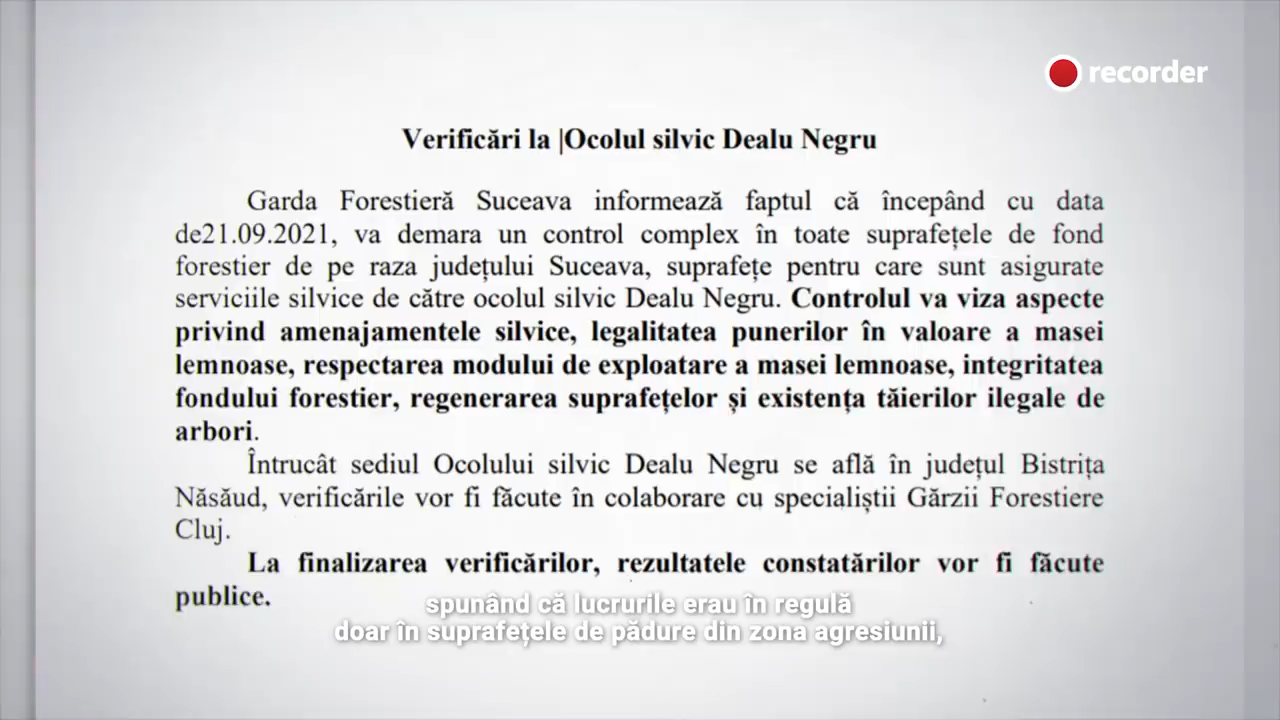 recorder
Verificări la |Ocolul silvic Dealu Negru
Garda Forestieră Suceava informează faptul că începând cu data
de21.09.2021, va demara un control complex în toate suprafețele de fond
forestier de pe raza județului Suceava, suprafețe pentru care sunt asigurate
serviciile silvice de către ocolul silvic Dealu Negru. Controlul va viza aspecte
privind amenajamentele silvice, legalitatea punerilor în valoare a masei
lemnoase, respectarea modului de exploatare a masei lemnoase, integritatea
fondului forestier, regenerarea suprafețelor și existența tăierilor ilegale de
arbori.
Întrucât sediul Ocolului silvic Dealu Negru se află în județul Bistrița
Năsăud, verificările vor fi făcute în colaborare cu specialiștii Gărzii Forestiere
Cluj.
La finalizarea verificărilor, rezultatele constatărilor vor fi făcute
publice.
spunând că lucrurile erau în regulă
doar în suprafețele de pădure din zona agresiunii,